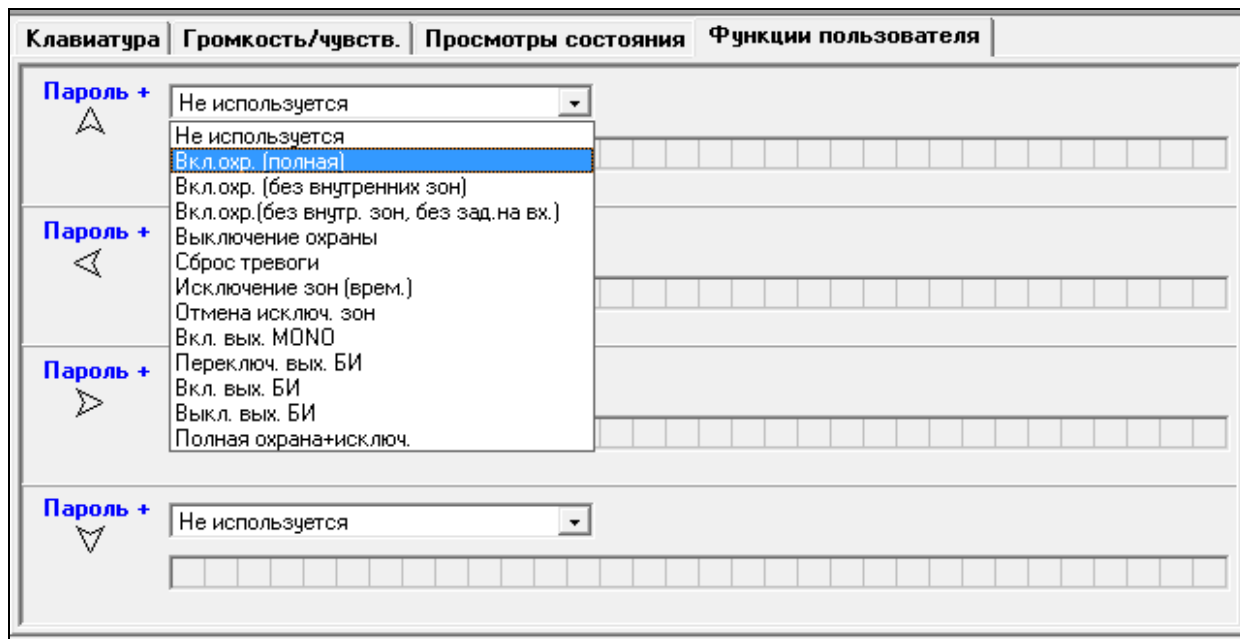 Клавиатура Громкость/чувств. Просмотры состояния Функции пользователя
Пароль +
Не используется
Не используется
Вкл.охр. (полная)
Вкл.охр. (без внутренних зон)
Вкл.охр.(без внутр. зон, без зад.на вх.)
Выключение охраны
Сброс тревоги
Исключение зон (врем.)
Отмена исключ. зон
Вкл. вых. MONO
Переключ. вых. БИ
Вкл. вых. БИ
Выкл. вых. БИ
Полная охрана+исключ.
Пароль +
Пароль +
Пароль +
Не используется